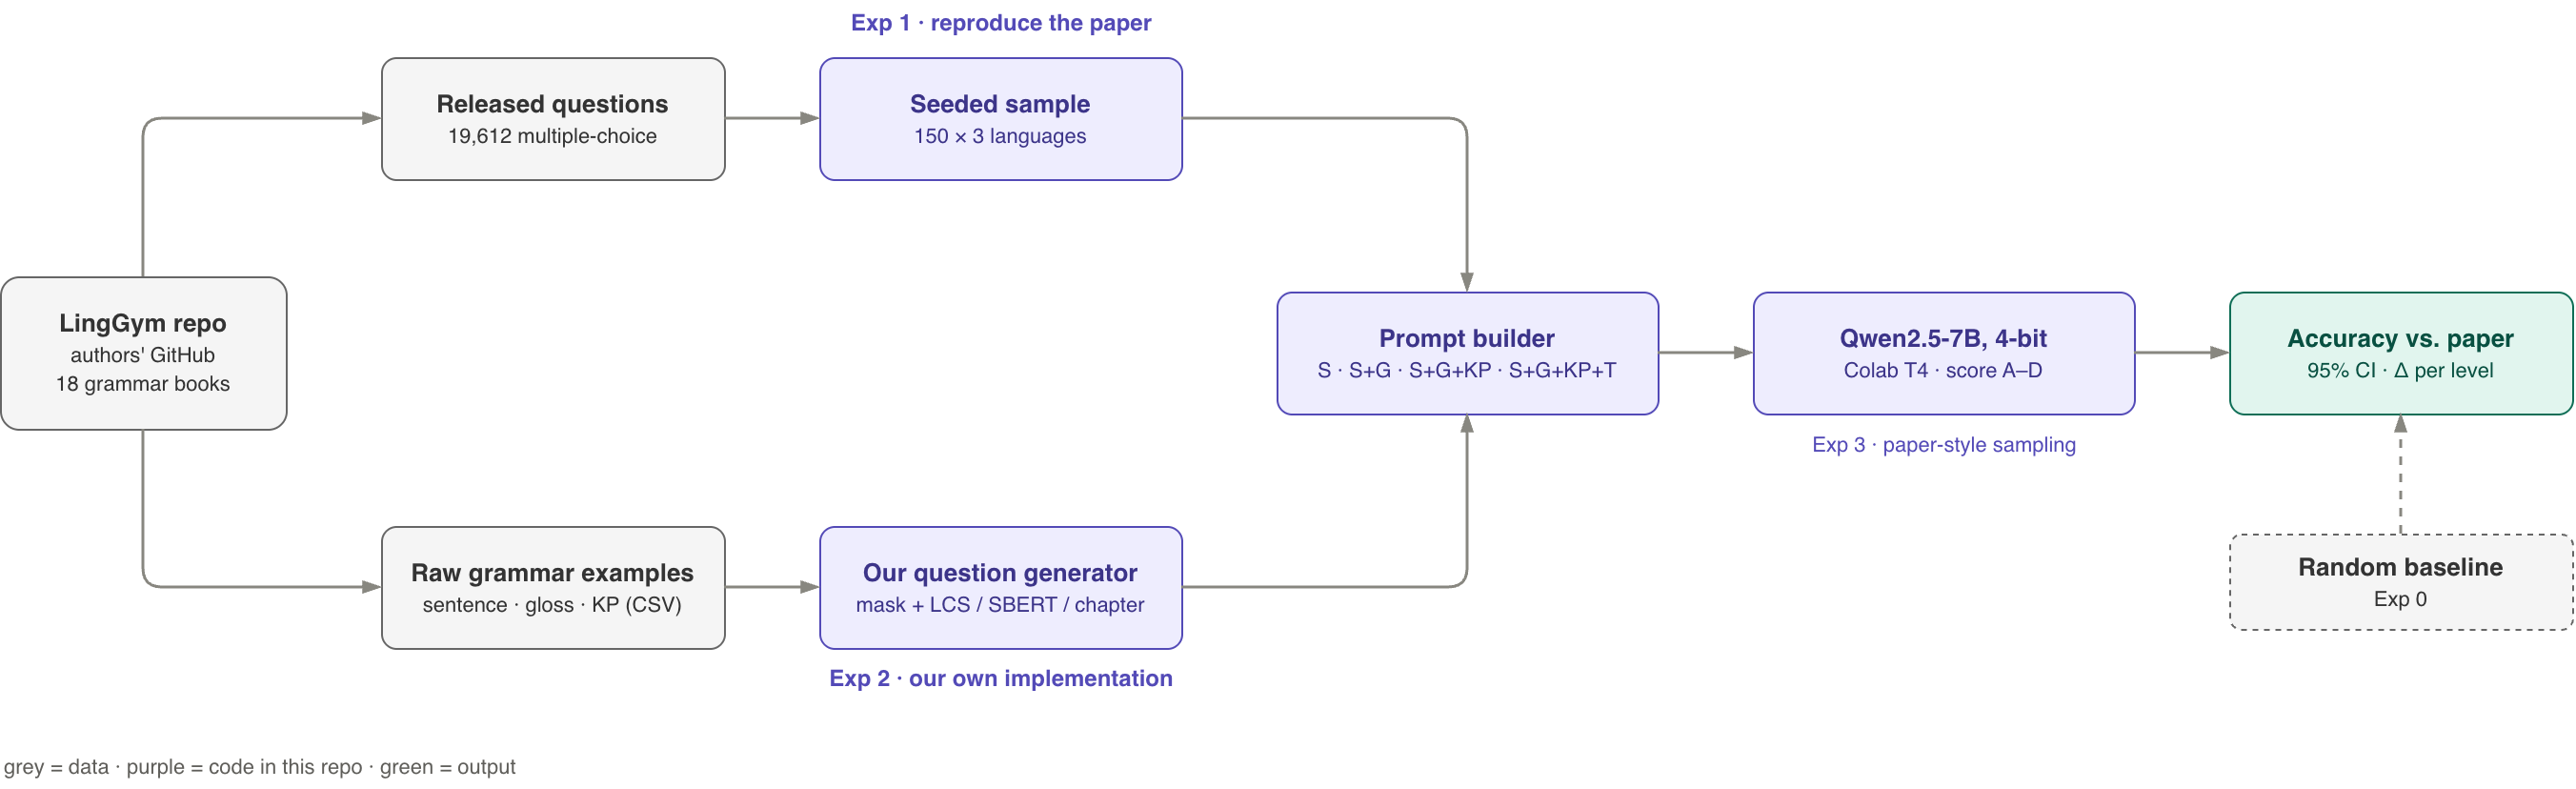 Exp 1 · reproduce the paper
Released questions
19,612 multiple-choice
Seeded sample
150 × 3 languages
LingGym repo
authors' GitHub
18 grammar books
Prompt builder
S · S+G · S+G+KP · S+G+KP+T
Qwen2.5-7B, 4-bit
Colab T4 · score A–D
Accuracy vs. paper
95% CI · Δ per level
Exp 3 · paper-style sampling
Raw grammar examples
sentence · gloss · KP (CSV)
Our question generator
mask + LCS / SBERT / chapter
Random baseline
Exp 0
Exp 2 · our own implementation
grey = data · purple = code in this repo · green = output